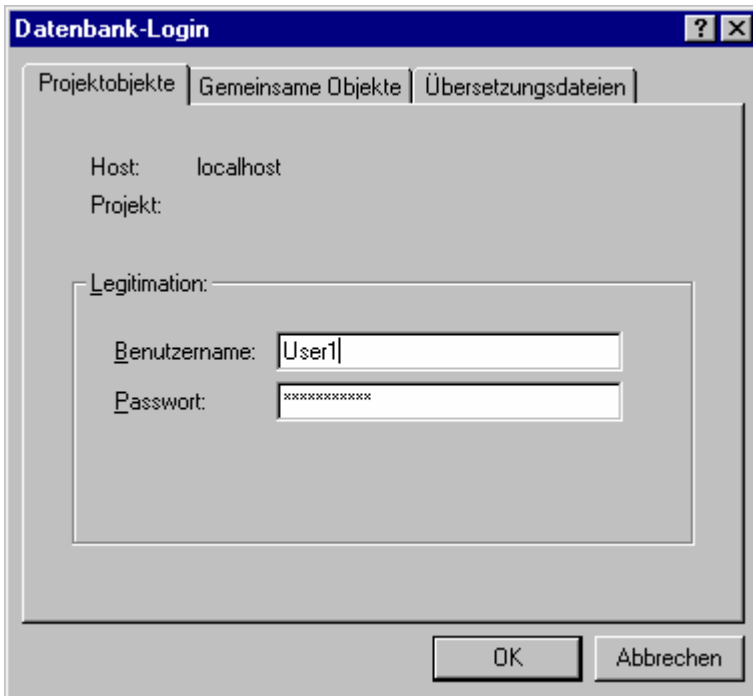 Datenbank-Login
Projektobjekte Gemeinsame Objekte Übersetzungsdateien
Host: localhost
Projekt:
Legitimation:
Benutzername: User1
Passwort: ***********
OK Abbrechen